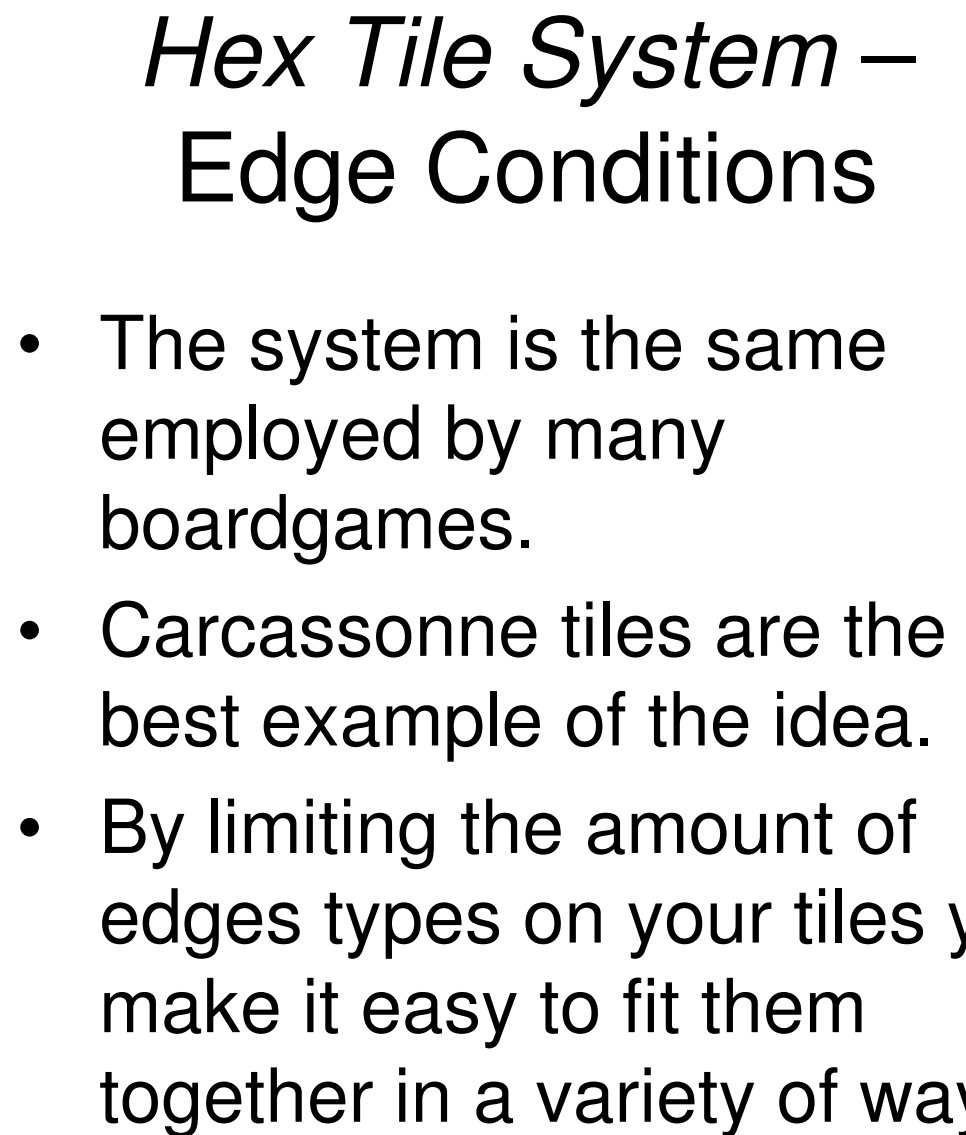 Hex Tile System –
Edge Conditions
• The system is the same
employed by many
boardgames.
• Carcassonne tiles are the
best example of the idea.
• By limiting the amount of
edges types on your tiles
make it easy to fit them
together in a variety of